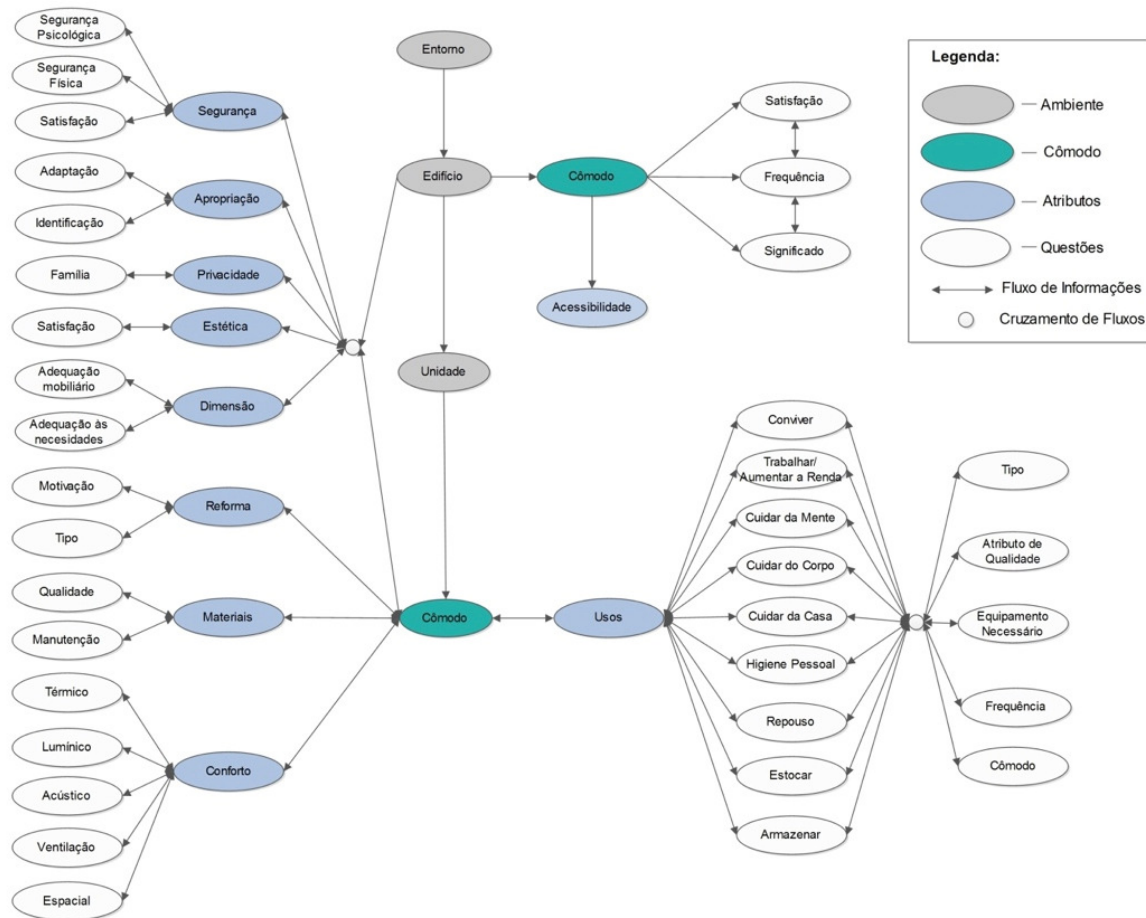 Segurança
Psicológica
Segurança
Física
Satisfação
Segurança
Adaptação
Identificação
Apropriação
Família
Privacidade
Satisfação
Estética
Adequação
mobiliário
Adequação às
necesidades
Dimensão
Motivação
Tipo
Reforma
Qualidade
Manutenção
Materiais
Térmico
Lumínico
Acústico
Ventilação
Espacial
Conforto
Entorno
Edifício
Unidade
Cômodo
Cômodo
Acessibilidade
Satisfação
Frequência
Significado
Usos
Conviver
Trabalhar/
Aumentar a Renda
Cuidar da Mente
Cuidar do Corpo
Cuidar da Casa
Higiene Pessoal
Repouso
Estocar
Armazenar
Tipo
Atributo de
Qualidade
Equipamento
Necessário
Frequência
Cômodo
Legenda:
Ambiente
Cômodo
Atributos
Questões
Fluxo de Informações
Cruzamento de Fluxos